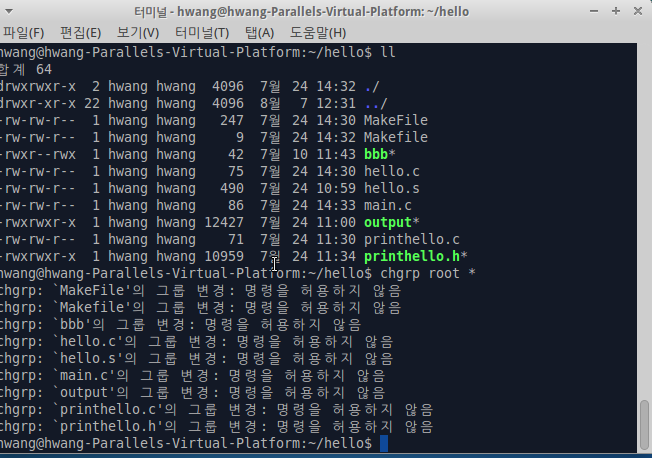 터미널 - hwang@hwang-Parallels-Virtual-Platform: ~/hello
파일(F) 편집(E) 보기(V) 터미널(T) 탭(A) 도움말(H)
hwang@hwang-Parallels-Virtual-Platform:~/hello$ ll
합계 64
drwxrwxr-x 2 hwang hwang 4096 7월 24 14:32 ./
drwxrwxr-x 22 hwang hwang 4096 8월 7 12:31 ../
-rw-rw-r-- 1 hwang hwang 247 7월 24 14:30 MakeFile
-rw-rw-r-- 1 hwang hwang 9 7월 24 14:32 Makefile
-rwxr--rwx 1 hwang hwang 42 7월 10 11:43 bbb*
-rw-rw-r-- 1 hwang hwang 75 7월 24 14:30 hello.c
-rw-rw-r-- 1 hwang hwang 490 7월 24 10:59 hello.s
-rw-rw-r-- 1 hwang hwang 86 7월 24 14:33 main.c
-rwxrwxr-x 1 hwang hwang 12427 7월 24 11:00 output*
-rw-rw-r-- 1 hwang hwang 71 7월 24 11:30 printhello.c
-rwxrwxr-x 1 hwang hwang 10959 7월 24 11:34 printhello.h*
hwang@hwang-Parallels-Virtual-Platform:~/hello$ chgrp root *
chgrp: `MakeFile'의 그룹 변경: 명령을 허용하지 않음
chgrp: `Makefile'의 그룹 변경: 명령을 허용하지 않음
chgrp: `bbb'의 그룹 변경: 명령을 허용하지 않음
chgrp: `hello.c'의 그룹 변경: 명령을 허용하지 않음
chgrp: `hello.s'의 그룹 변경: 명령을 허용하지 않음
chgrp: `main.c'의 그룹 변경: 명령을 허용하지 않음
chgrp: `output'의 그룹 변경: 명령을 허용하지 않음
chgrp: `printhello.c'의 그룹 변경: 명령을 허용하지 않음
chgrp: `printhello.h'의 그룹 변경: 명령을 허용하지 않음
hwang@hwang-Parallels-Virtual-Platform:~/hello$